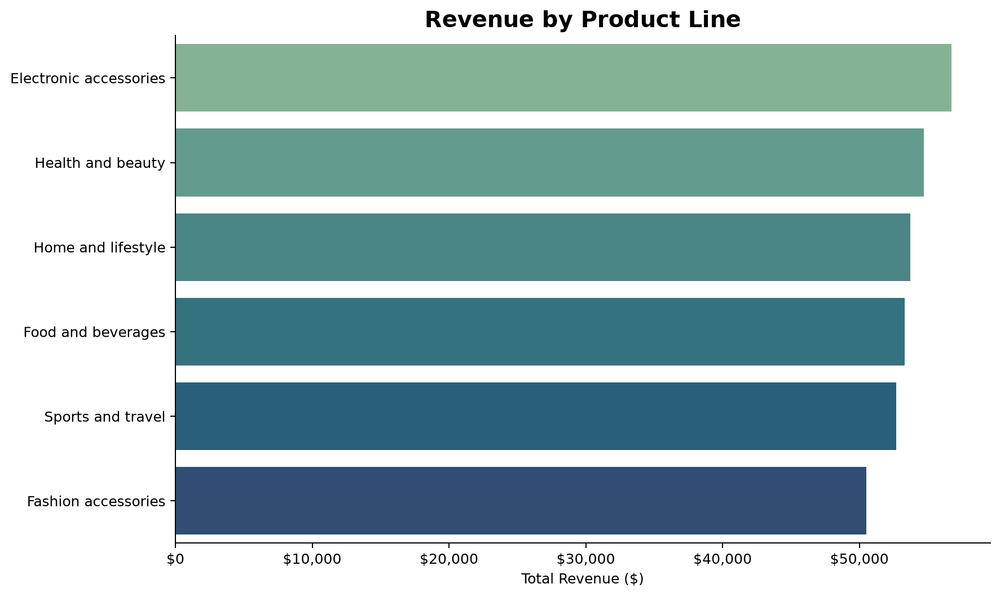 Revenue by Product Line
Electronic accessories
Health and beauty
Home and lifestyle
Food and beverages
Sports and travel
Fashion accessories
$0 $10,000 $20,000 $30,000 $40,000 $50,000
Total Revenue ($)